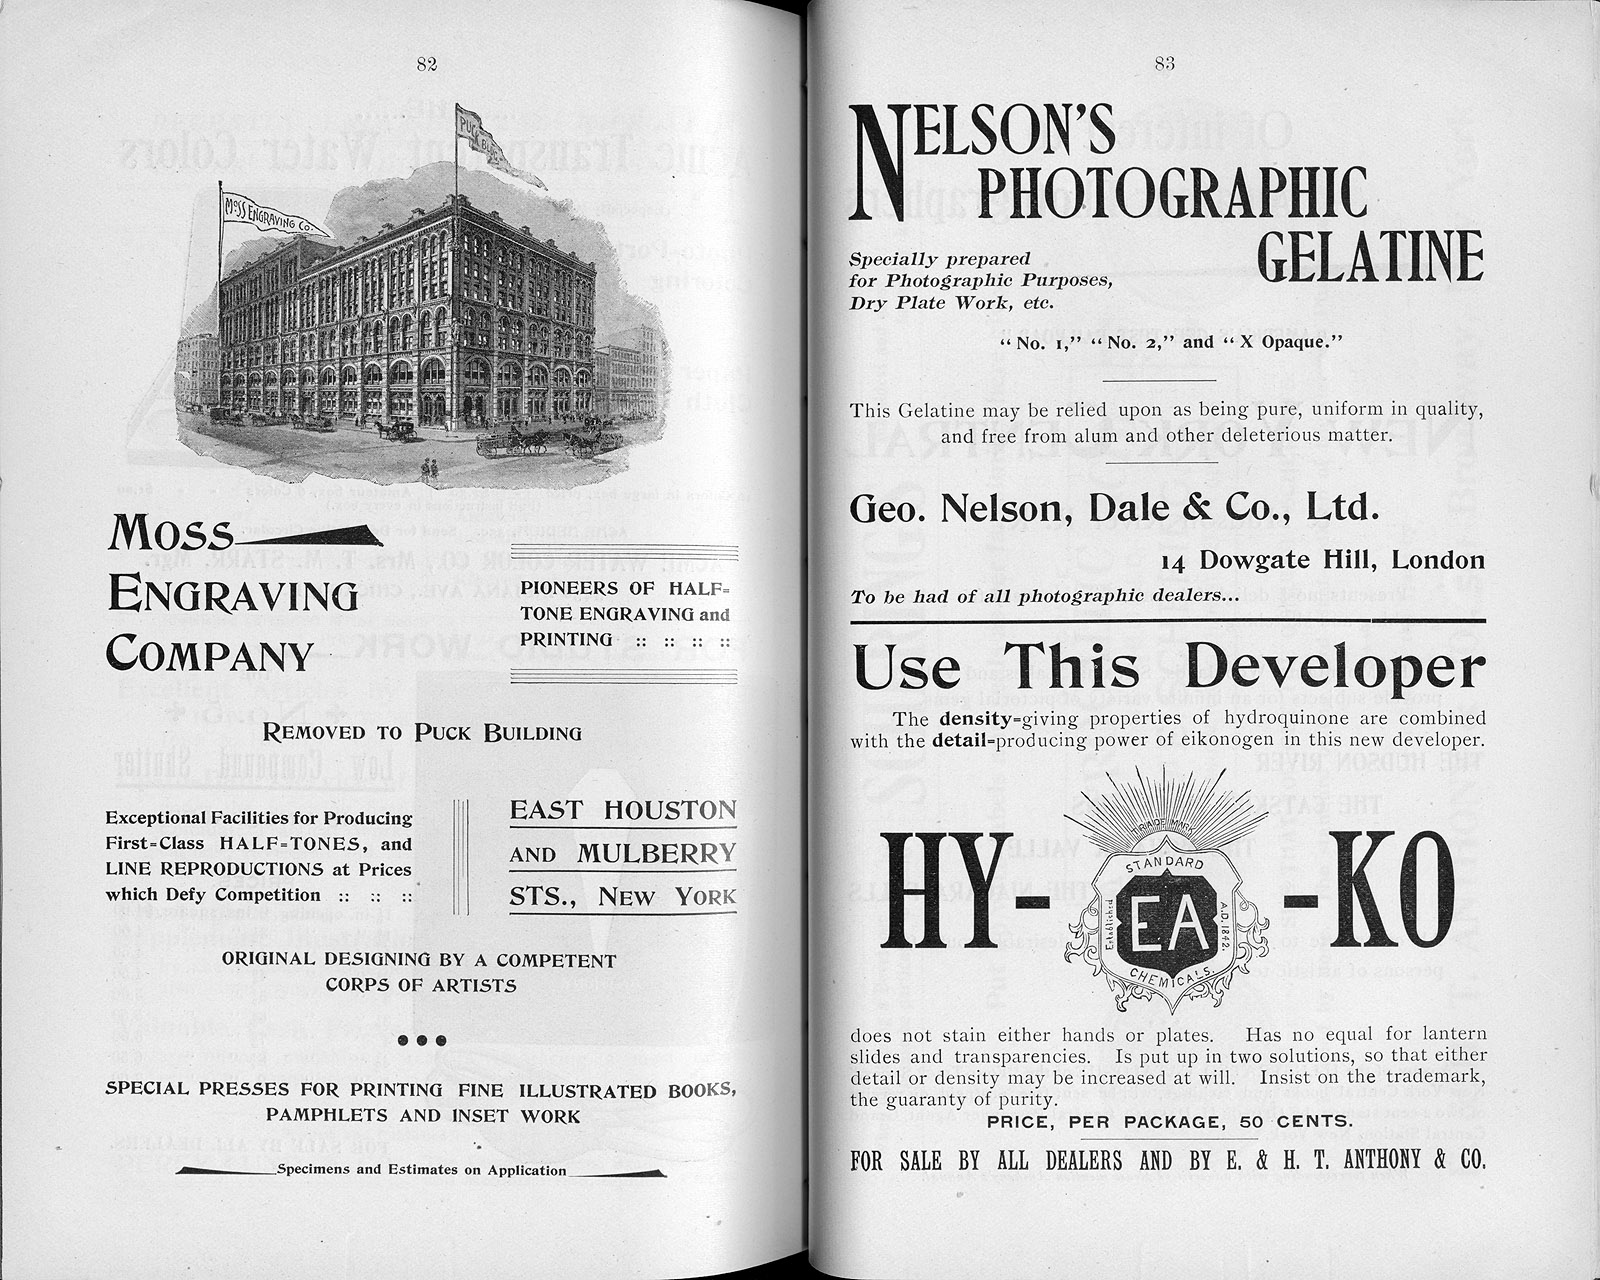 82
PUCK BLDG.
MOSS ENGRAVING CO.
MOSS
ENGRAVING
COMPANY
PIONEERS OF HALF=
TONE ENGRAVING and
PRINTING :: :: :: ::
REMOVED TO PUCK BUILDING
Exceptional Facilities for Producing
First=Class HALF=TONES, and
LINE REPRODUCTIONS at Prices
which Defy Competition :: :: ::
EAST HOUSTON
AND MULBERRY
STS., NEW YORK
ORIGINAL DESIGNING BY A COMPETENT
CORPS OF ARTISTS
•••
SPECIAL PRESSES FOR PRINTING FINE ILLUSTRATED BOOKS,
PAMPHLETS AND INSET WORK
Specimens and Estimates on Application
83
NELSON'S
PHOTOGRAPHIC
GELATINE
Specially prepared
for Photographic Purposes,
Dry Plate Work, etc.
“No. 1,” “No. 2,” and “X Opaque.”
This Gelatine may be relied upon as being pure, uniform in quality,
and free from alum and other deleterious matter.
Geo. Nelson, Dale & Co., Ltd.
14 Dowgate Hill, London
To be had of all photographic dealers...
Use This Developer
The density=giving properties of hydroquinone are combined
with the detail=producing power of eikonogen in this new developer.
TRADE MARK
STANDARD
HY- EA -KO
Established A.D. 1842.
CHEMICALS.
does not stain either hands or plates. Has no equal for lantern
slides and transparencies. Is put up in two solutions, so that either
detail or density may be increased at will. Insist on the trademark,
the guaranty of purity.
PRICE, PER PACKAGE, 50 CENTS.
FOR SALE BY ALL DEALERS AND BY E. & H. T. ANTHONY & CO.